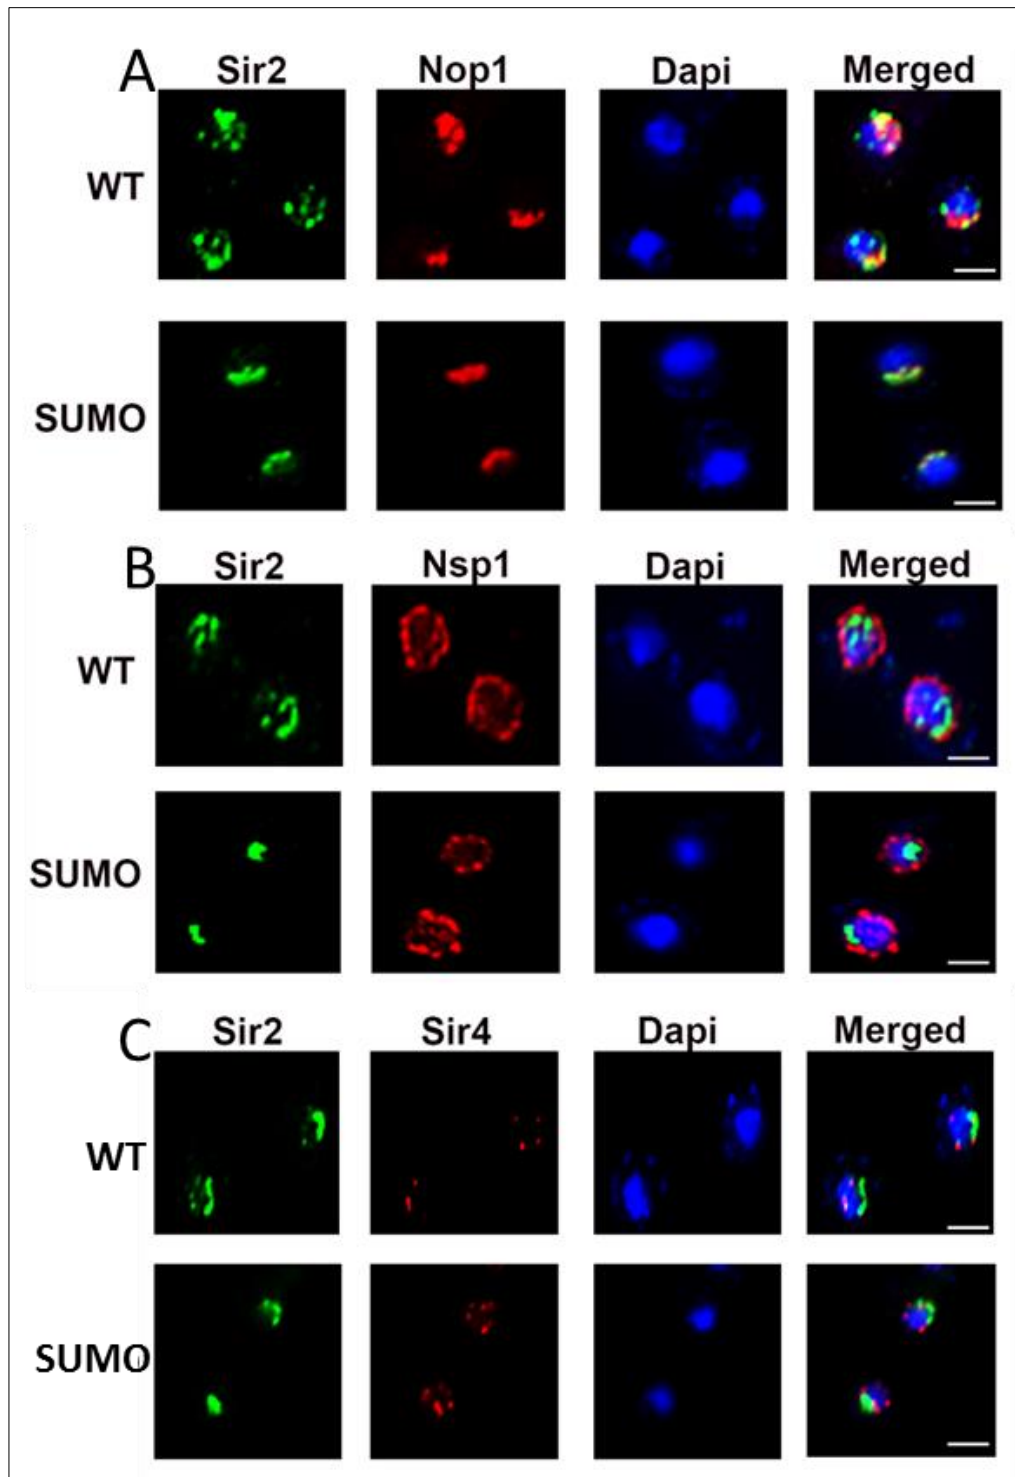 A Sir2 Nop1 Dapi Merged
WT
SUMO
B Sir2 Nsp1 Dapi Merged
WT
SUMO
C Sir2 Sir4 Dapi Merged
WT
SUMO